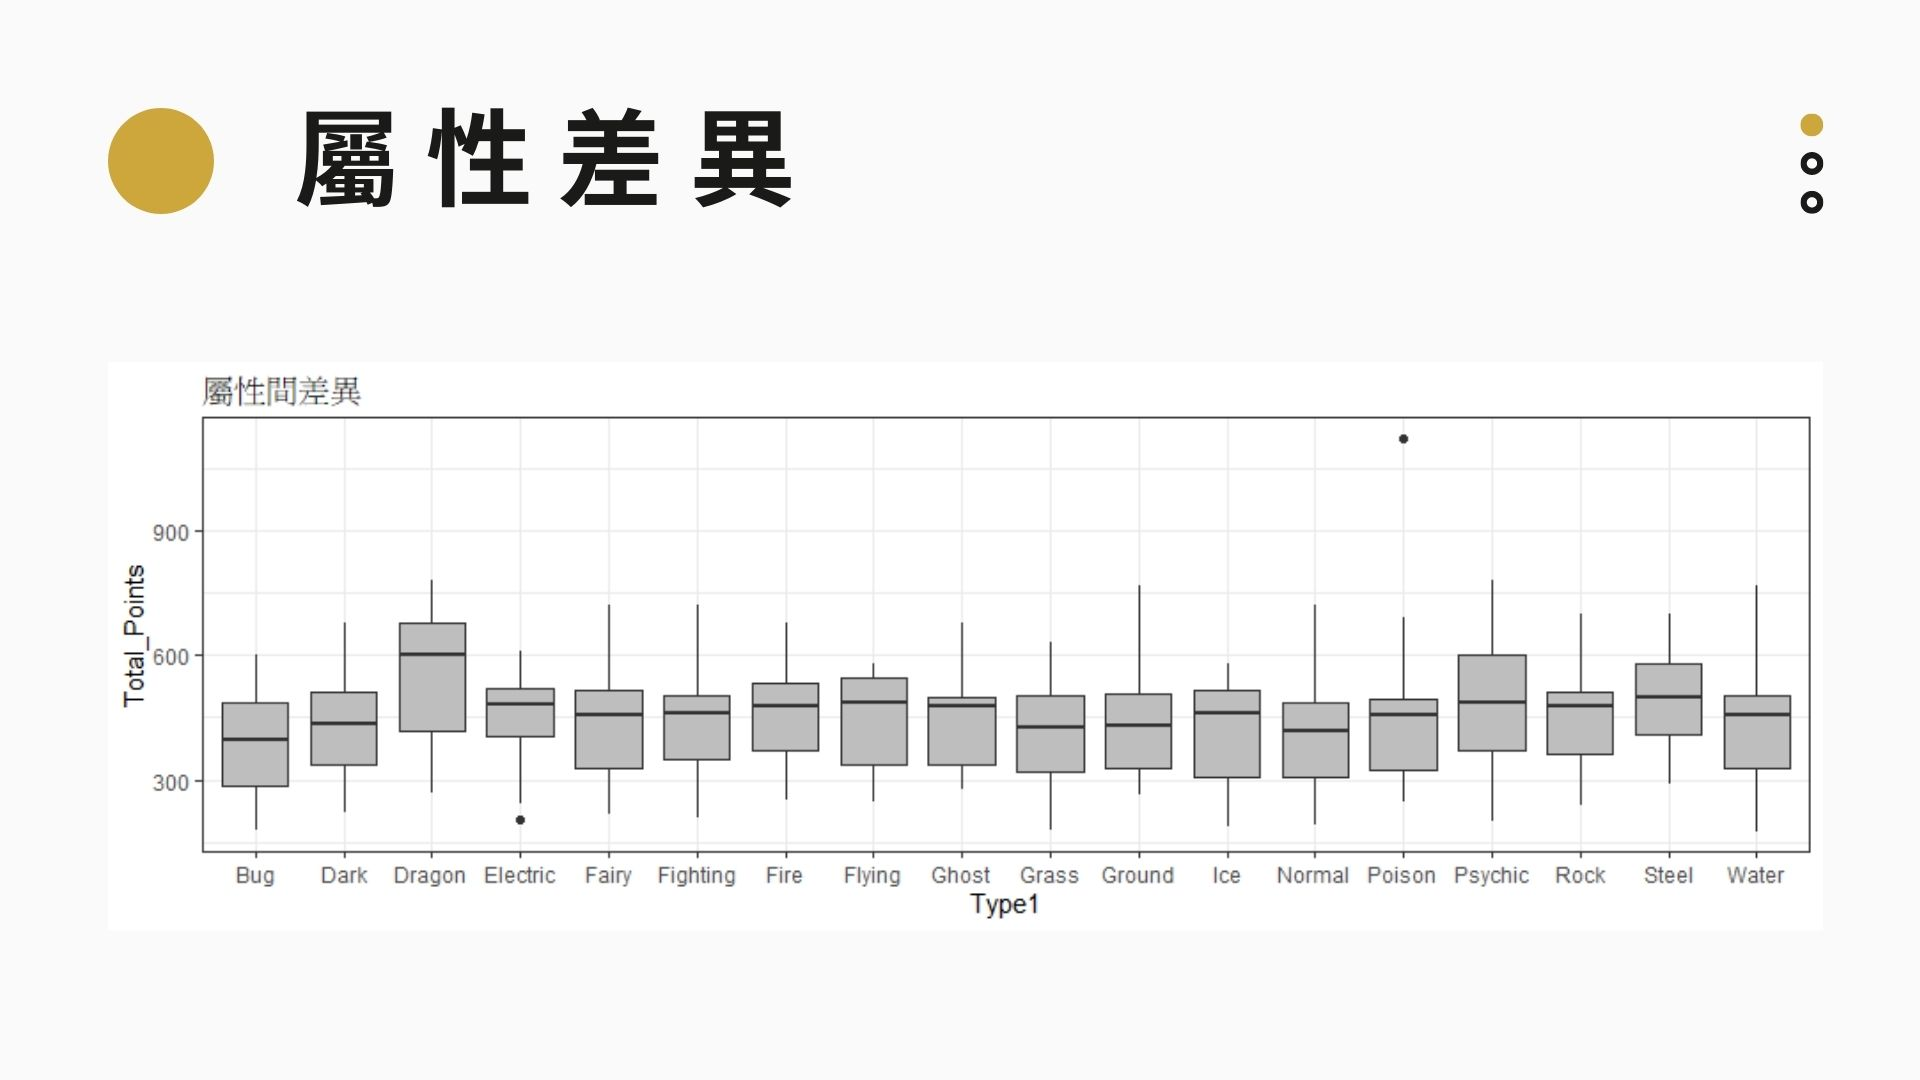 屬性差異
屬性間差異
Total_Points
900
600
300
Bug Dark Dragon Electric Fairy Fighting Fire Flying Ghost Grass Ground Ice Normal Poison Psychic Rock Steel Water
Type1